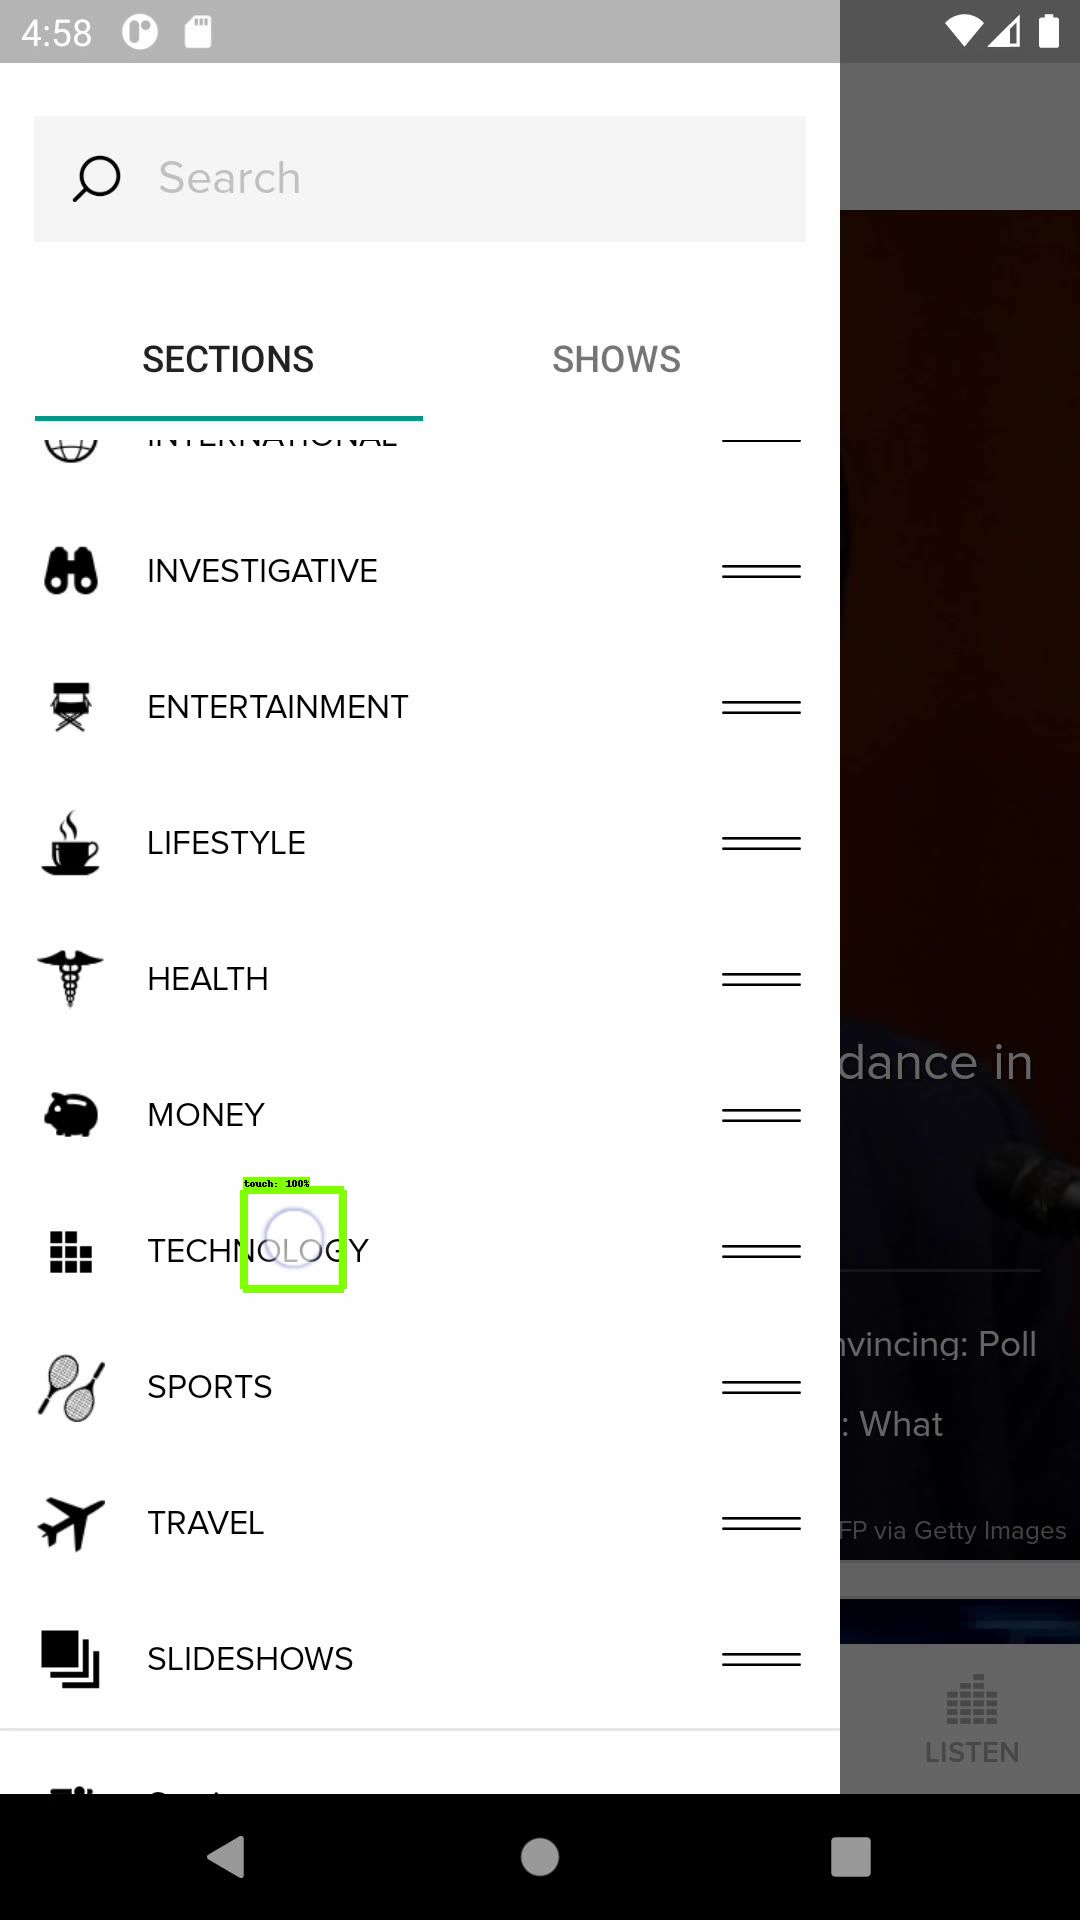 4:58
Search
SECTIONS
SHOWS
INTERNATIONAL
INVESTIGATIVE
ENTERTAINMENT
LIFESTYLE
HEALTH
dance in
MONEY
touch: 100%
TECHNOLOGY
nvincing: Poll
SPORTS
: What
TRAVEL
FP via Getty Images
SLIDESHOWS
LISTEN